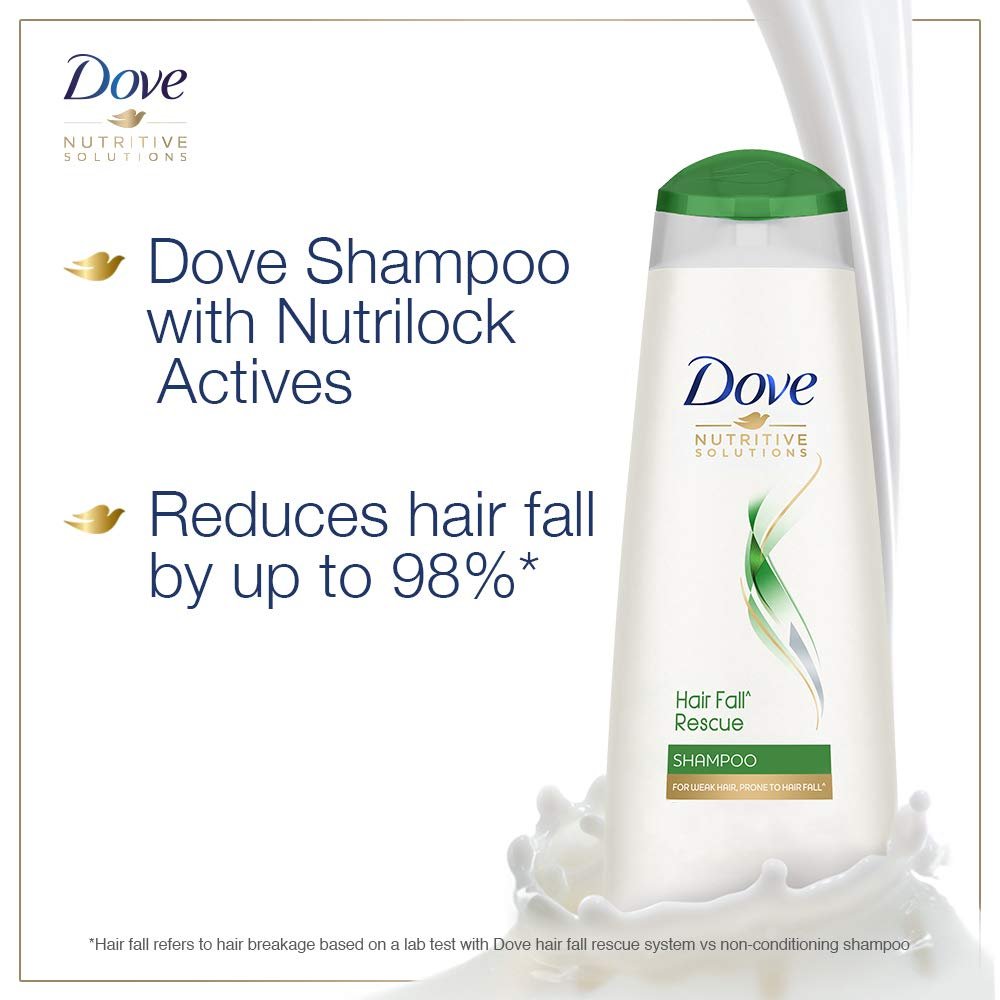 Dove
NUTRITIVE
SOLUTIONS
Dove Shampoo
with Nutrilock
Actives
Reduces hair fall
by up to 98%*
Dove
NUTRITIVE
SOLUTIONS
Hair Fall^
Rescue
SHAMPOO
FOR WEAK HAIR, PRONE TO HAIR FALL^
*Hair fall refers to hair breakage based on a lab test with Dove hair fall rescue system vs non-conditioning shampoo